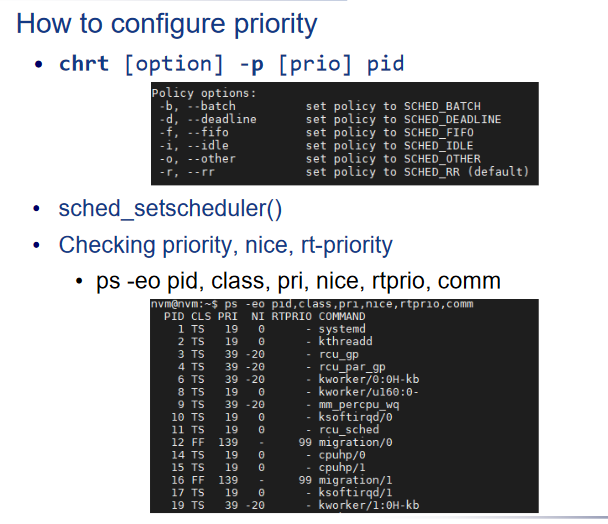 How to configure priority
• chrt [option] -p [prio] pid
Policy options:
-b, --batch set policy to SCHED_BATCH
-d, --deadline set policy to SCHED_DEADLINE
-f, --fifo set policy to SCHED_FIFO
-i, --idle set policy to SCHED_IDLE
-o, --other set policy to SCHED_OTHER
-r, --rr set policy to SCHED_RR (default)
• sched_setscheduler()
• Checking priority, nice, rt-priority
• ps -eo pid, class, pri, nice, rtprio, comm
nvm@nvm:~$ ps -eo pid,class,pri,nice,rtprio,comm
PID CLS PRI NI RTPRIO COMMAND
1 TS 19 0 - systemd
2 TS 19 0 - kthreadd
3 TS 39 -20 - rcu_gp
4 TS 39 -20 - rcu_par_gp
6 TS 39 -20 - kworker/0:0H-kb
8 TS 19 0 - kworker/u160:0-
9 TS 39 -20 - mm_percpu_wq
10 TS 19 0 - ksoftirqd/0
11 TS 19 0 - rcu_sched
12 FF 139 - 99 migration/0
14 TS 19 0 - cpuhp/0
15 TS 19 0 - cpuhp/1
16 FF 139 - 99 migration/1
17 TS 19 0 - ksoftirqd/1
19 TS 39 -20 - kworker/1:0H-kb